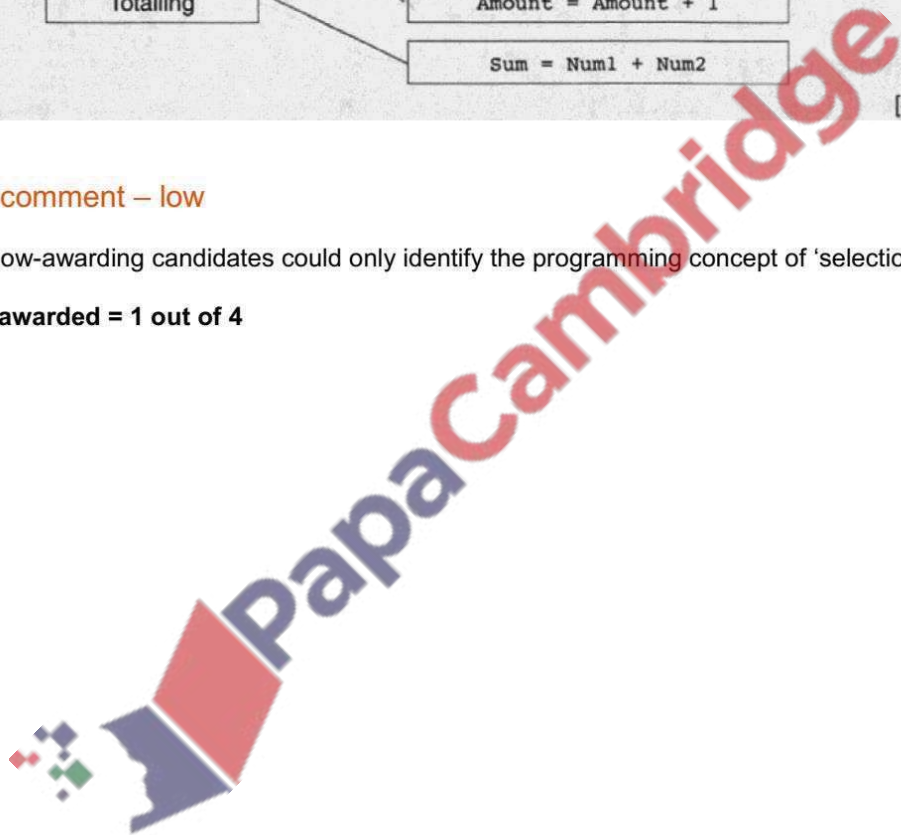 Totalling
Amount = Amount + 1
Sum = Num1 + Num2
[
comment – low
ow-awarding candidates could only identify the programming concept of ‘selectio
awarded = 1 out of 4
PapaCambridge